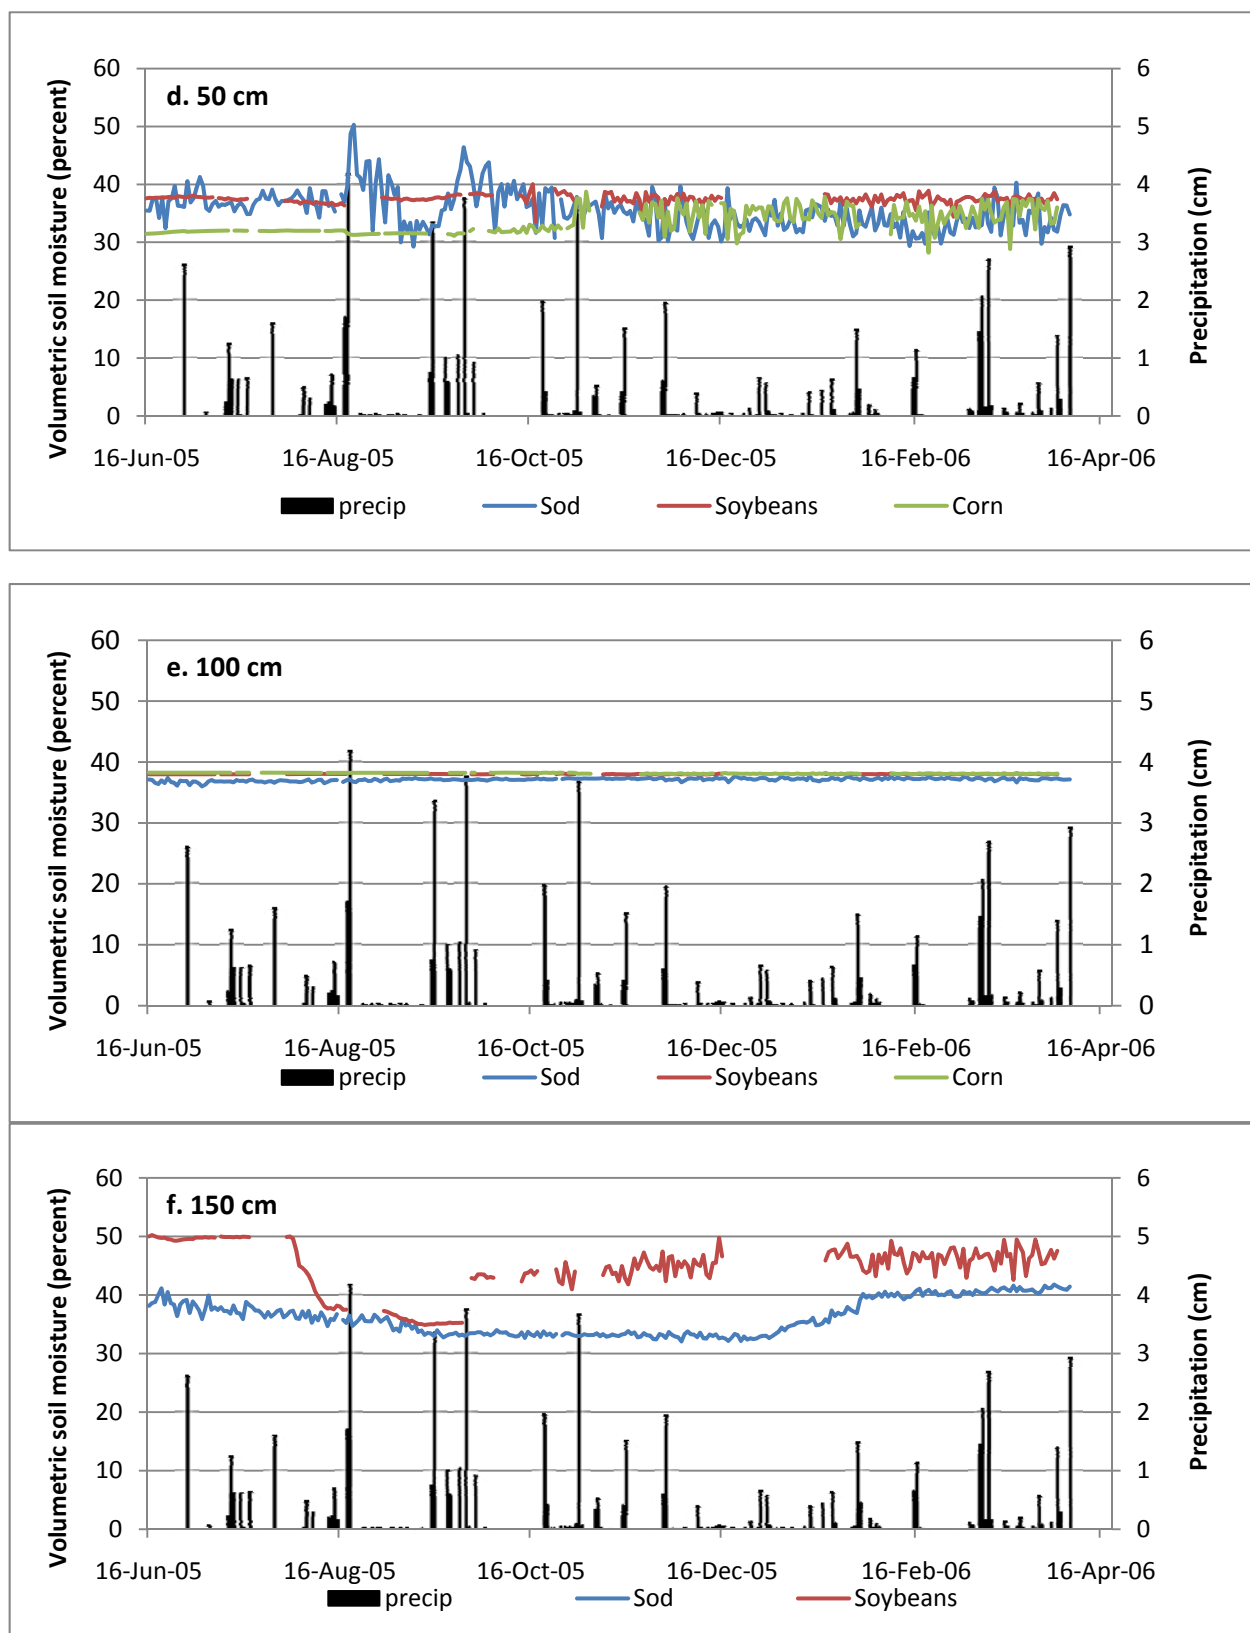 d. 50 cm
Volumetric soil moisture (percent)
60
50
40
30
20
10
0
6
5
4
3
2
1
0
Precipitation (cm)
16-Jun-05 16-Aug-05 16-Oct-05 16-Dec-05 16-Feb-06 16-Apr-06
precip Sod Soybeans Corn
e. 100 cm
Volumetric soil moisture (percent)
60
50
40
30
20
10
0
6
5
4
3
2
1
0
Precipitation (cm)
16-Jun-05 16-Aug-05 16-Oct-05 16-Dec-05 16-Feb-06 16-Apr-06
precip Sod Soybeans Corn
f. 150 cm
Volumetric soil moisture (percent)
60
50
40
30
20
10
0
6
5
4
3
2
1
0
Precipitation (cm)
16-Jun-05 16-Aug-05 16-Oct-05 16-Dec-05 16-Feb-06 16-Apr-06
precip Sod Soybeans